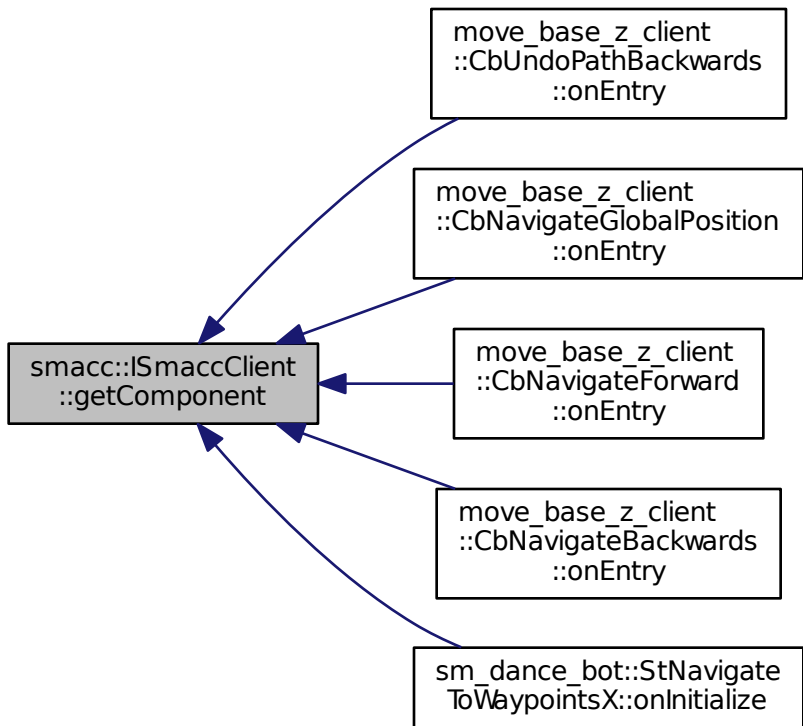 move_base_z_client
::CbUndoPathBackwards
::onEntry
move_base_z_client
::CbNavigateGlobalPosition
::onEntry
smacc::ISmaccClient
::getComponent
move_base_z_client
::CbNavigateForward
::onEntry
move_base_z_client
::CbNavigateBackwards
::onEntry
sm_dance_bot::StNavigate
ToWaypointsX::onInitialize